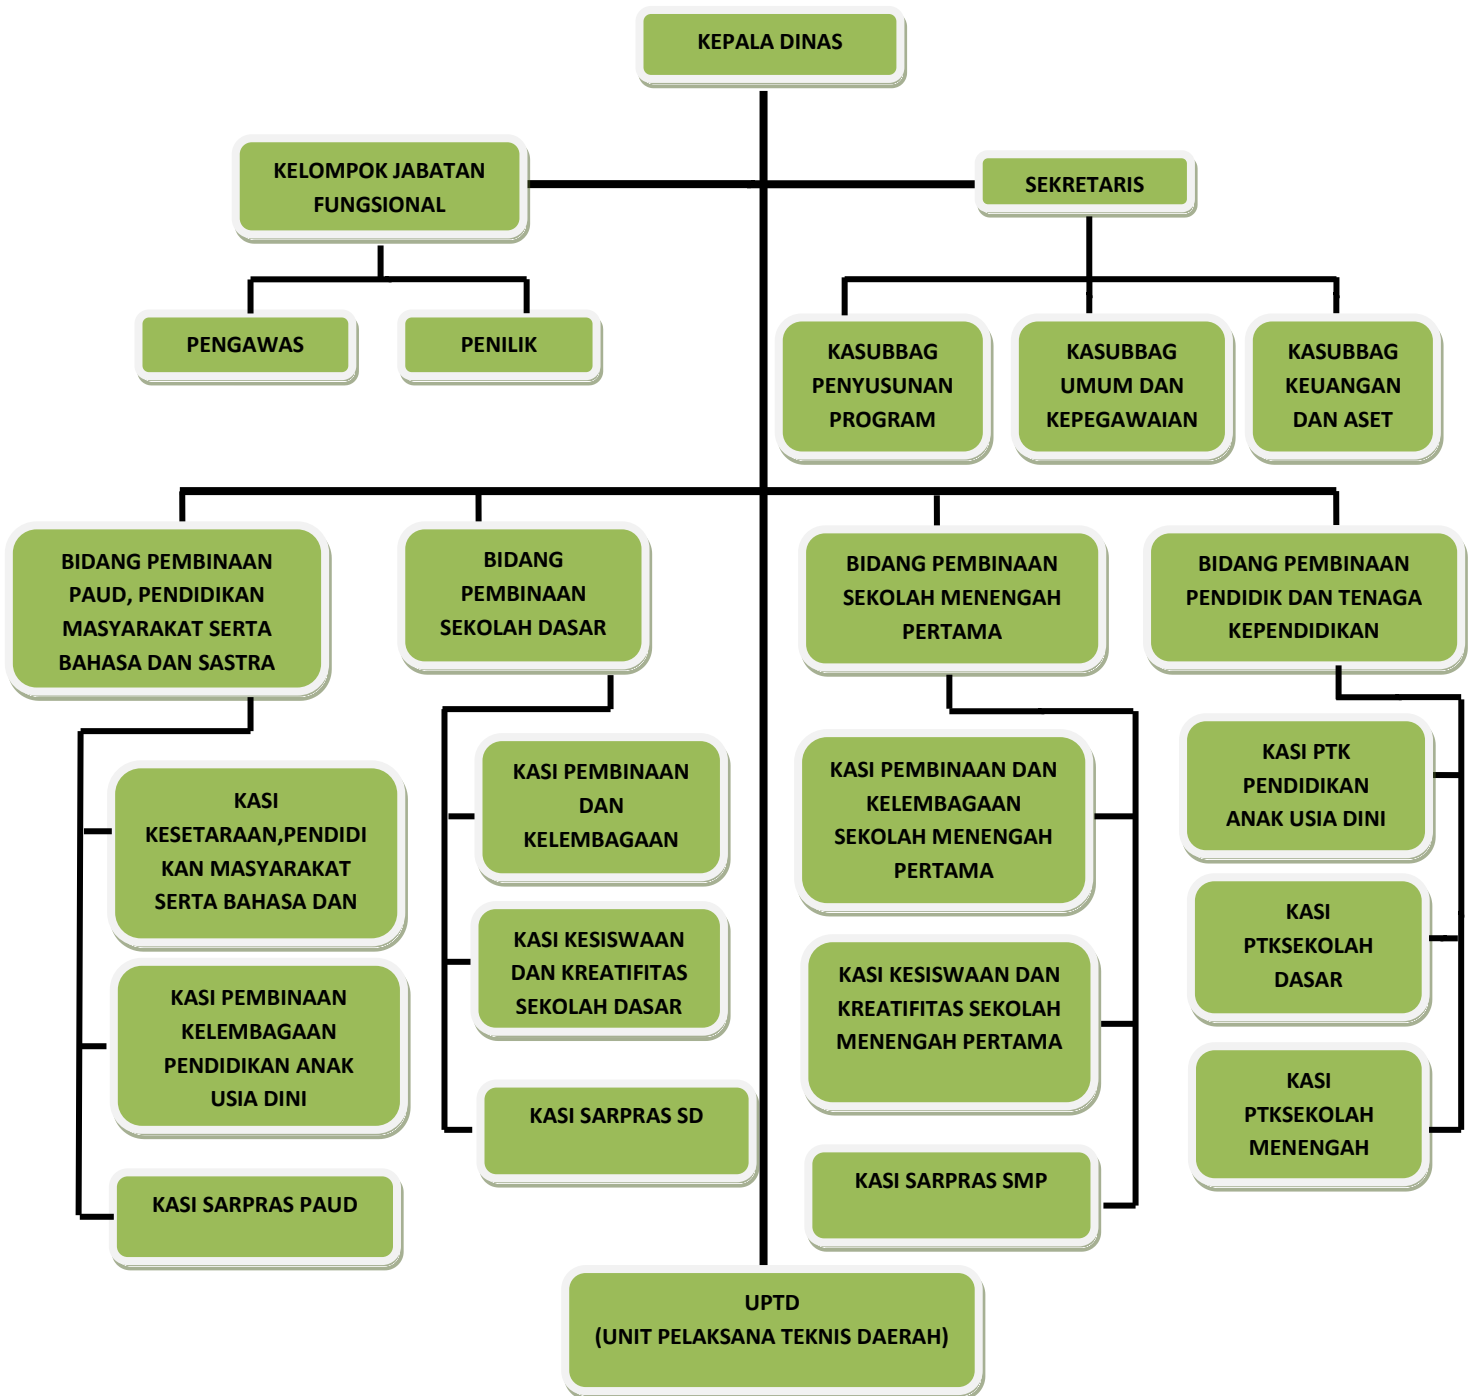 KEPALA DINAS
KELOMPOK JABATAN
FUNGSIONAL
SEKRETARIS
PENGAWAS
PENILIK
KASUBBAG
PENYUSUNAN
PROGRAM
KASUBBAG
UMUM DAN
KEPEGAWAIAN
KASUBBAG
KEUANGAN
DAN ASET
BIDANG PEMBINAAN
PAUD, PENDIDIKAN
MASYARAKAT SERTA
BAHASA DAN SASTRA
BIDANG
PEMBINAAN
SEKOLAH DASAR
BIDANG PEMBINAAN
SEKOLAH MENENGAH
PERTAMA
BIDANG PEMBINAAN
PENDIDIK DAN TENAGA
KEPENDIDIKAN
KASI
KESETARAAN,PENDIDI
KAN MASYARAKAT
SERTA BAHASA DAN
KASI PEMBINAAN
KELEMBAGAAN
PENDIDIKAN ANAK
USIA DINI
KASI SARPRAS PAUD
KASI PEMBINAAN
DAN
KELEMBAGAAN
KASI KESISWAAN
DAN KREATIFITAS
SEKOLAH DASAR
KASI SARPRAS SD
KASI PEMBINAAN DAN
KELEMBAGAAN
SEKOLAH MENENGAH
PERTAMA
KASI KESISWAAN DAN
KREATIFITAS SEKOLAH
MENENGAH PERTAMA
KASI SARPRAS SMP
KASI PTK
PENDIDIKAN
ANAK USIA DINI
KASI
PTKSEKOLAH
DASAR
KASI
PTKSEKOLAH
MENENGAH
UPTD
(UNIT PELAKSANA TEKNIS DAERAH)